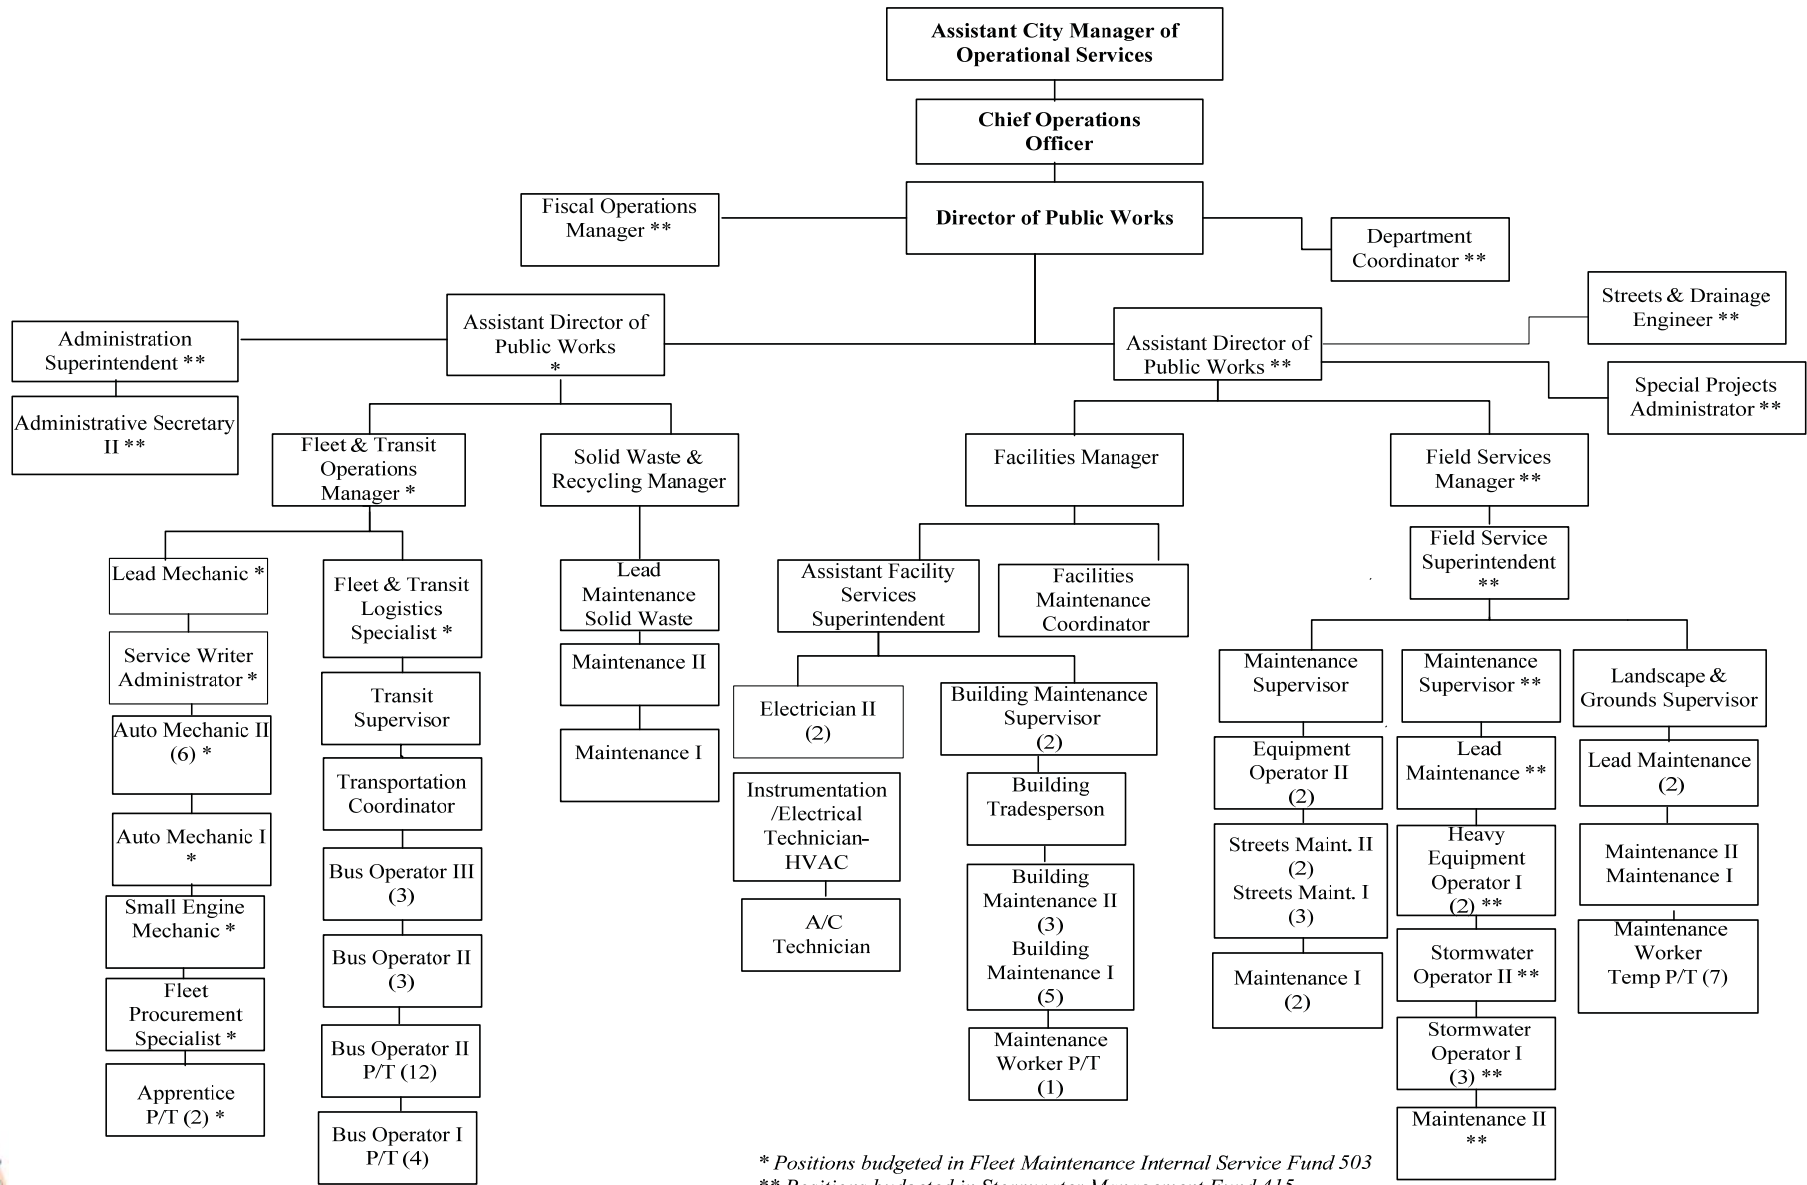 Assistant City Manager of
Operational Services
Chief Operations
Officer
Fiscal Operations
Manager **
Director of Public Works
Department
Coordinator **
Streets & Drainage
Engineer **
Administration
Superintendent **
Assistant Director of
Public Works
*
Assistant Director of
Public Works **
Special Projects
Administrator **
Administrative Secretary
II **
Fleet & Transit
Operations
Manager *
Solid Waste &
Recycling Manager
Facilities Manager
Field Services
Manager **
Field Service
Superintendent
**
Lead Mechanic *
Service Writer
Administrator *
Auto Mechanic II
(6) *
Auto Mechanic I
*
Small Engine
Mechanic *
Fleet
Procurement
Specialist *
Apprentice
P/T (2) *
Fleet & Transit
Logistics
Specialist *
Transit
Supervisor
Transportation
Coordinator
Bus Operator III
(3)
Bus Operator II
(3)
Bus Operator II
P/T (12)
Bus Operator I
P/T (4)
Lead
Maintenance
Solid Waste
Maintenance II
Maintenance I
Assistant Facility
Services
Superintendent
Facilities
Maintenance
Coordinator
Electrician II
(2)
Instrumentation
/Electrical
Technician-
HVAC
A/C
Technician
Building Maintenance
Supervisor
(2)
Building
Tradesperson
Building
Maintenance II
(3)
Building
Maintenance I
(5)
Maintenance
Worker P/T
(1)
Maintenance
Supervisor
Equipment
Operator II
(2)
Streets Maint. II
(2)
Streets Maint. I
(3)
Maintenance I
(2)
Maintenance
Supervisor **
Lead
Maintenance **
Heavy
Equipment
Operator I
(2) **
Stormwater
Operator II **
Stormwater
Operator I
(3) **
Maintenance II
**
Landscape &
Grounds Supervisor
Lead Maintenance
(2)
Maintenance II
Maintenance I
Maintenance
Worker
Temp P/T (7)
* Positions budgeted in Fleet Maintenance Internal Service Fund 503
** Positions budgeted in Stormwater Management Fund 415